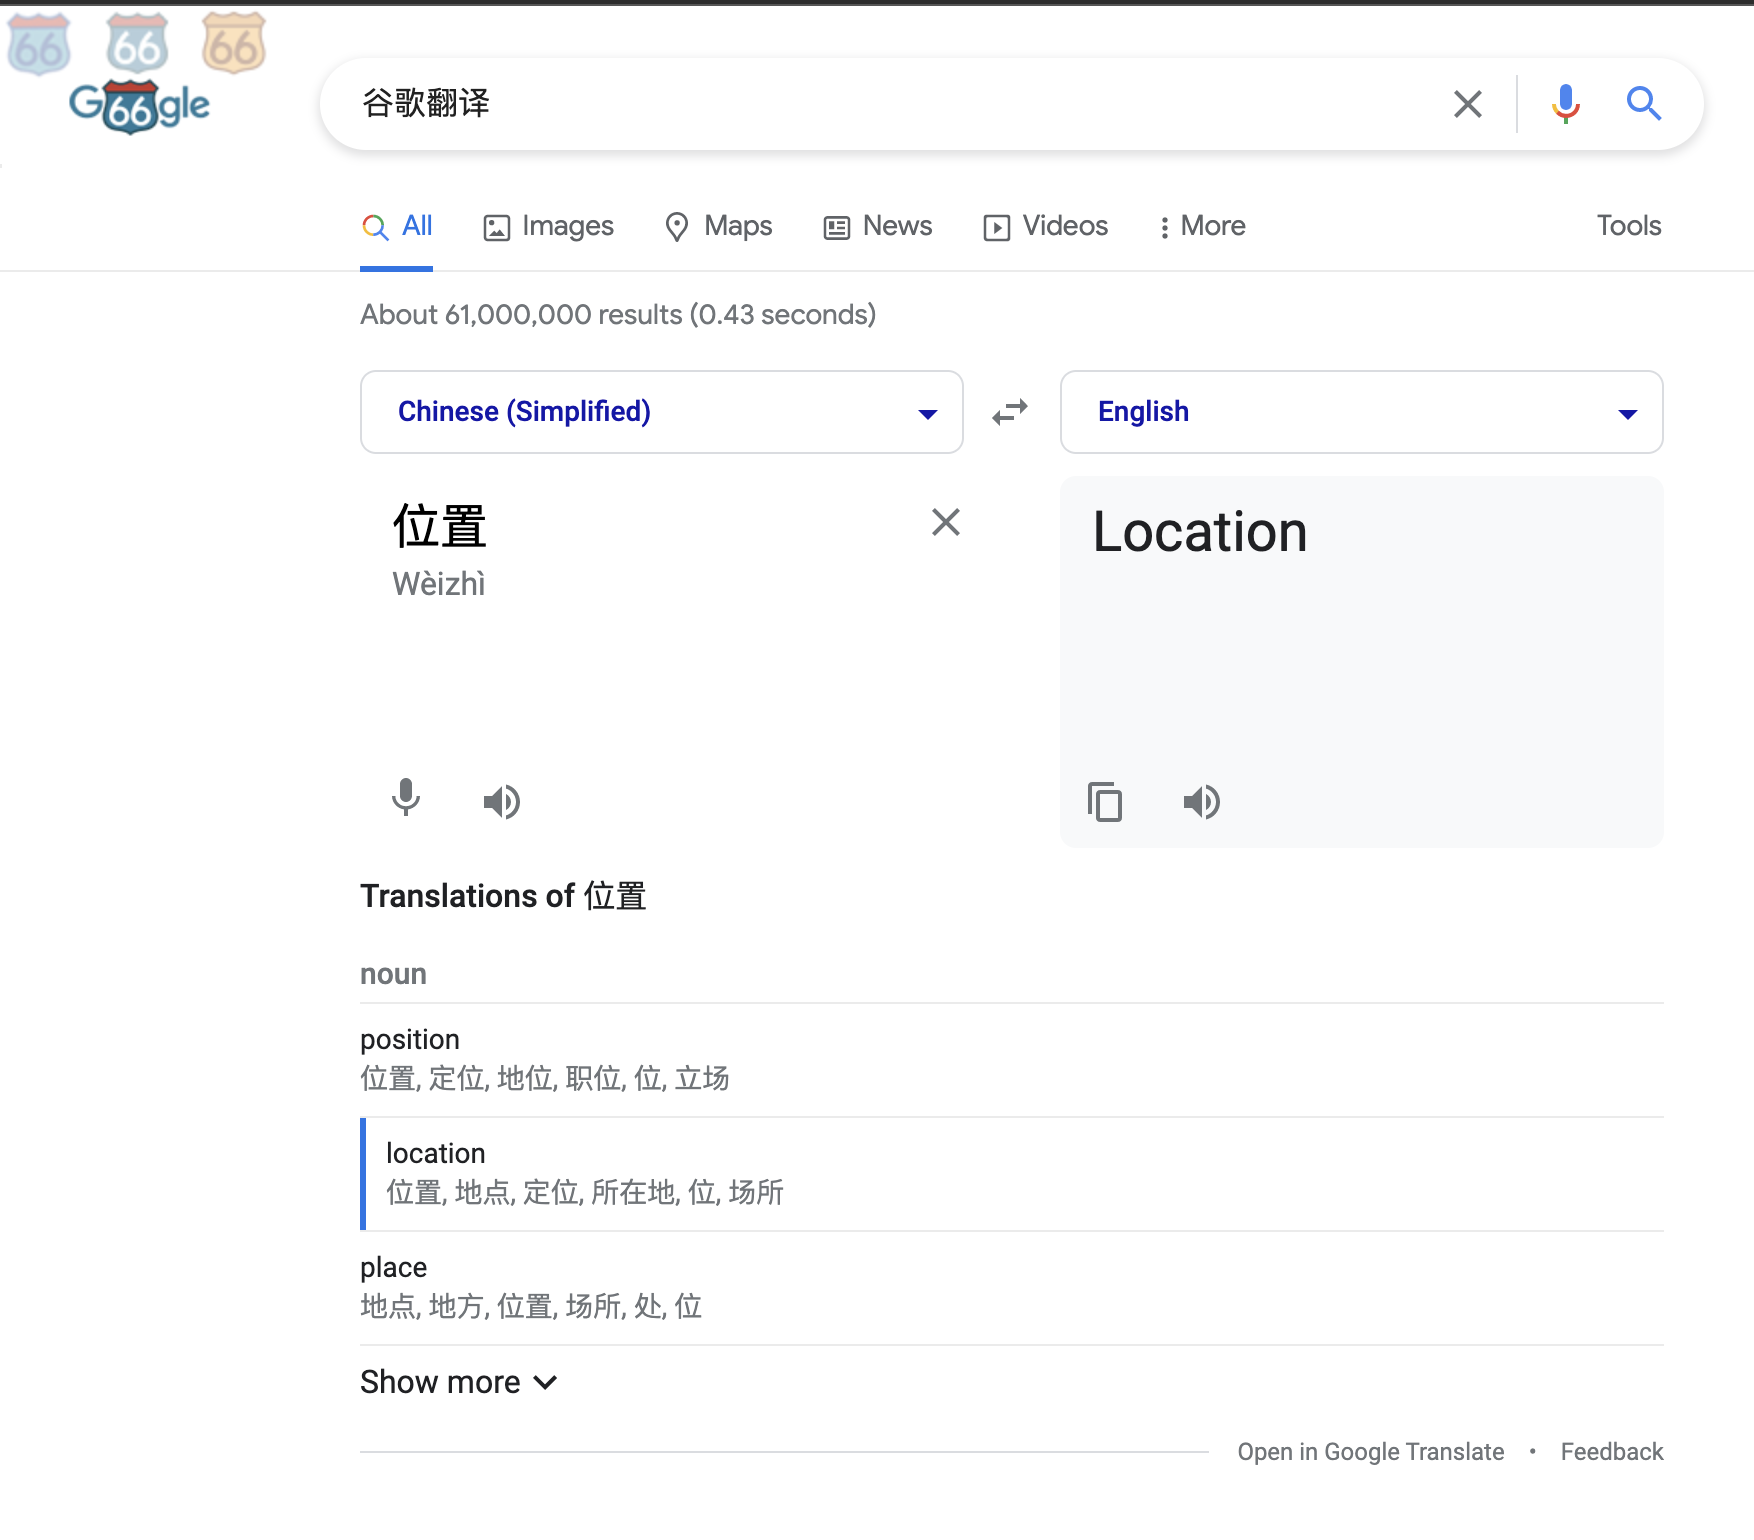 66 66 66
G66gle
谷歌翻译
All Images Maps News Videos More Tools
About 61,000,000 results (0.43 seconds)
Chinese (Simplified) English
位置 Location
Wèizhì
Translations of 位置
noun
position
位置, 定位, 地位, 职位, 位, 立场
location
位置, 地点, 定位, 所在地, 位, 场所
place
地点, 地方, 位置, 场所, 处, 位
Show more
Open in Google Translate • Feedback